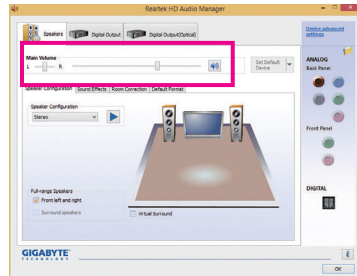 Realtek HD Audio Manager
Speakers
Digital Output
Digital Output(Optical)
Device advanced settings
Main Volume
L
R
Set Default
Device
ANALOG
Back Panel
Speaker Configuration
Sound Effects
Room Correction
Default Format
Speaker Configuration
Stereo
Front Panel
Full-range Speakers
Front left and right
Surround speakers
Virtual Surround
DIGITAL
GIGABYTE
TECHNOLOGY
OK